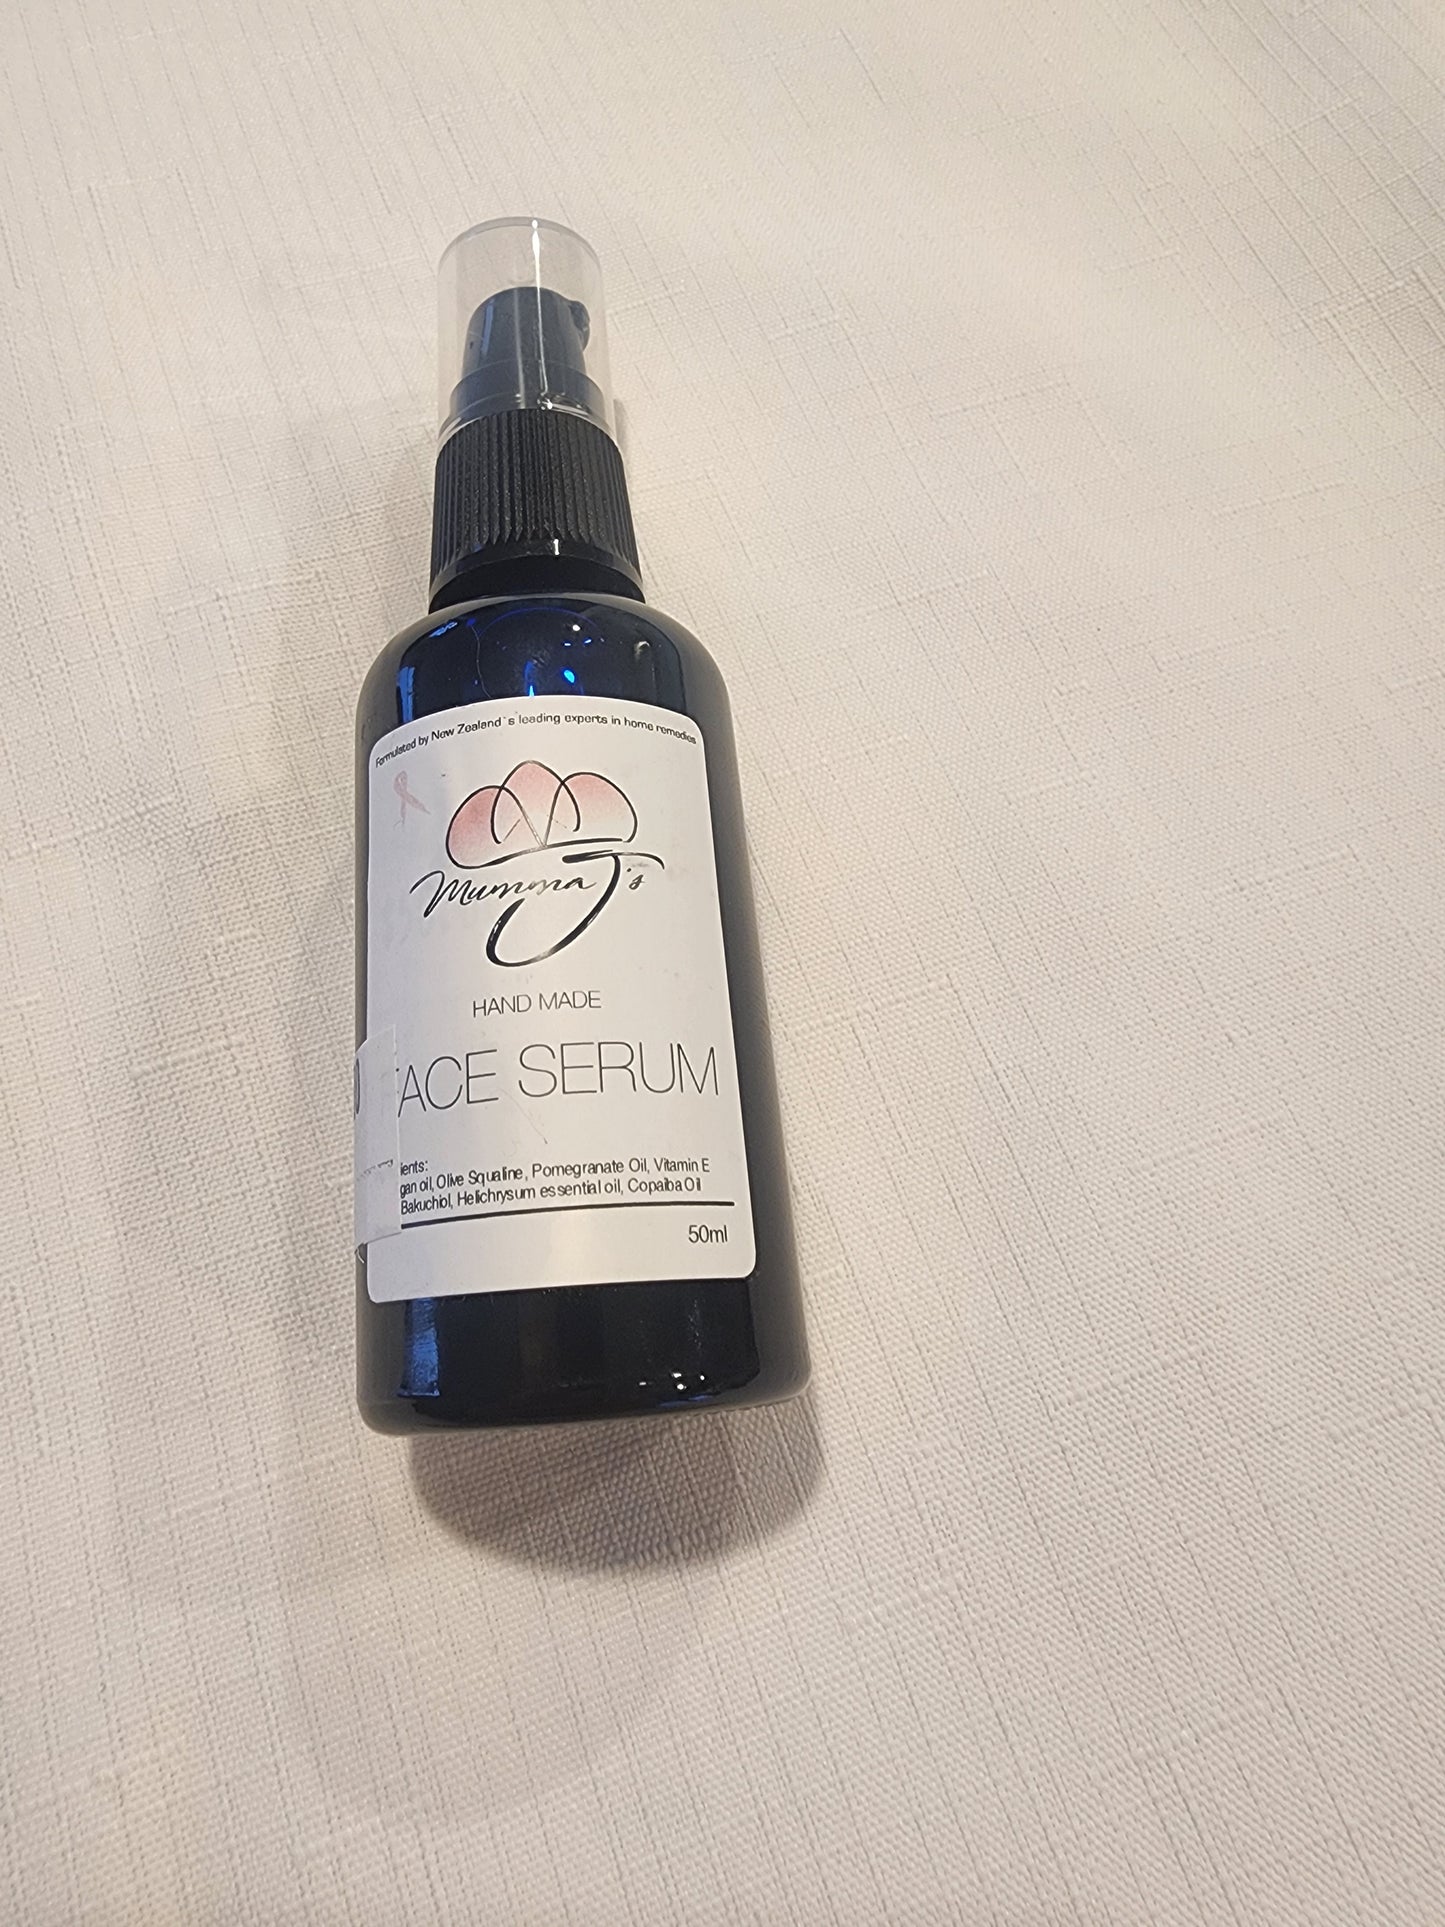 Formulated by New Zealand`s leading experts in home remedies
Mumma J's
HAND MADE
FACE SERUM
ients:
gan oil, Olive Squaline, Pomegranate Oil, Vitamin E
Bakuchiol, Helichrysum essential oil, Copaiba Oil
50ml